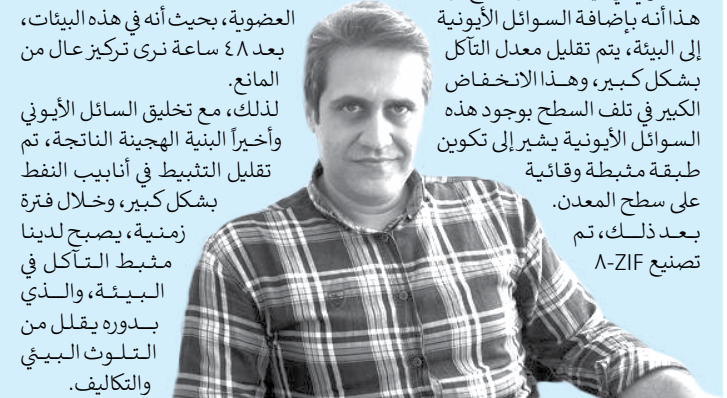 هذا أنه بإضافة السوائل الأيونية
إلى البيئة، يتم تقليل معدل التآكل
بشكل كبير، وهذا الانخفاض
الكبير في تلف السطح بوجود هذه
السوائل الأيونية يشير إلى تكوين
طبقة مثبطة وقائية
على سطح المعدن.
بعد ذلك، تم
تصنيع ZIF-٨
العضوية، بحيث أنه في هذه البيئات،
بعد ٤٨ ساعة نرى تركيز عال من
المانع.
لذلك، مع تخليق السائل الأيوني
وأخيراً البنية الهجينة الناتجة، تم
تقليل التثبيط في أنابيب النفط
بشكل كبير، وخلال فترة
زمنية، يصبح لدينا
مثبط التآكل في
البيئة، والذي
بدوره يقلل من
التلوث البيئي
والتكاليف.